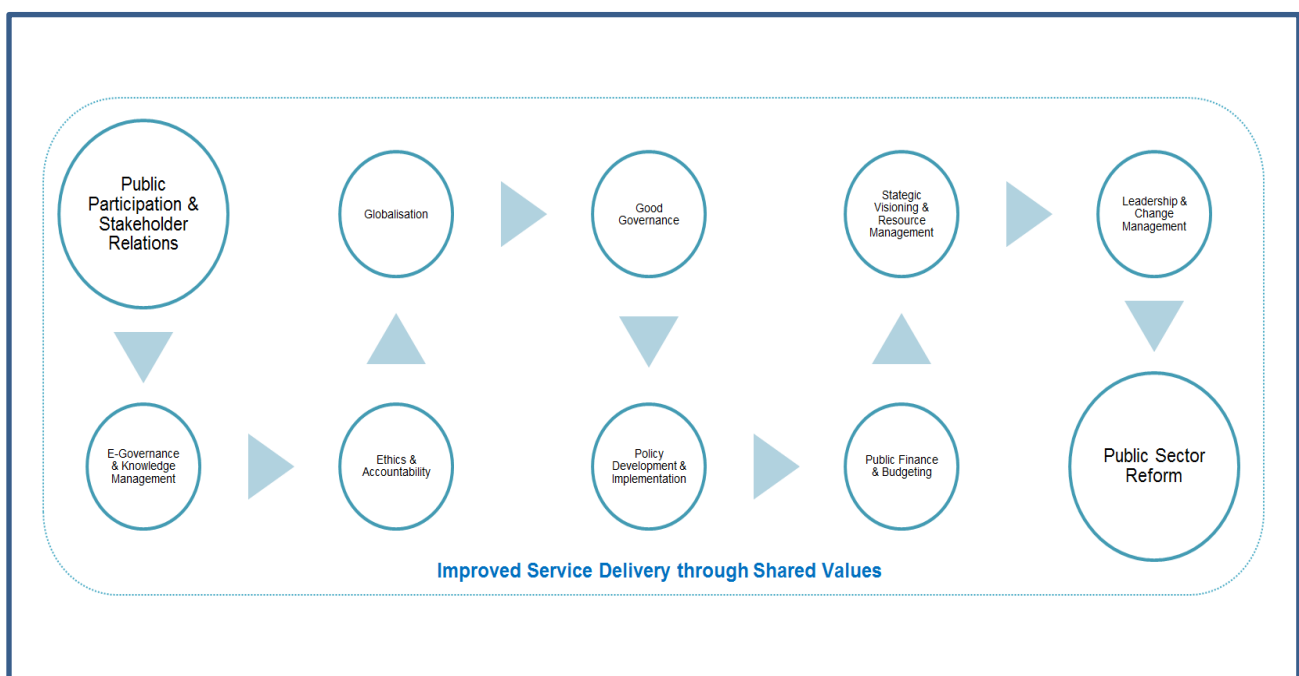 Public
Participation &
Stakeholder
Relations
E-Governance
& Knowledge
Management
Ethics &
Accountability
Globalisation
Good
Governance
Policy
Development &
Implementation
Public Finance
& Budgeting
Stategic
Visioning &
Resource
Management
Leadership &
Change
Management
Public Sector
Reform
Improved Service Delivery through Shared Values